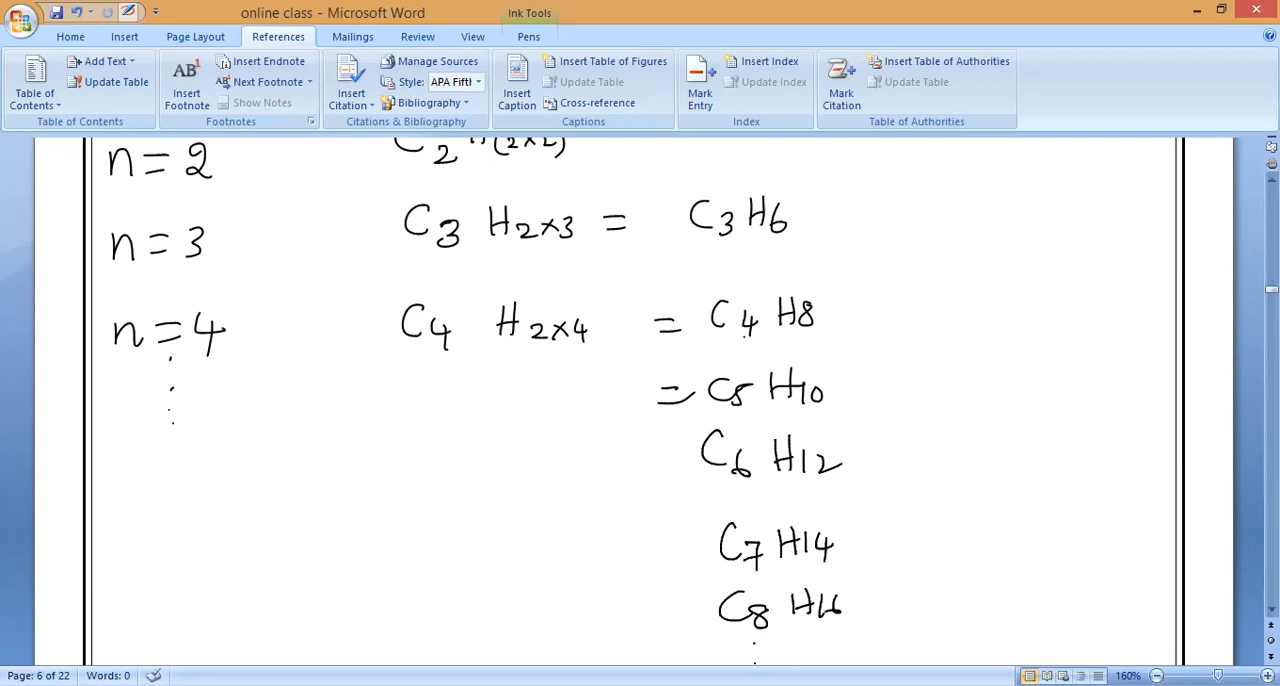 online class - Microsoft Word
Ink Tools
Home Insert Page Layout References Mailings Review View Pens
Table of Contents
Add Text
Update Table
Table of Contents
AB¹
Insert Footnote
Insert Endnote
Next Footnote
Show Notes
Footnotes
Insert Citation
Manage Sources
Style: APA Fiftl
Bibliography
Citations & Bibliography
Insert Caption
Insert Table of Figures
Update Table
Cross-reference
Captions
Mark Entry
Insert Index
Update Index
Index
Mark Citation
Insert Table of Authorities
Update Table
Table of Authorities
n = 2 C2 H(2×2)
n = 3 C3 H2×3 = C3H6
n = 4 C4 H2×4 = C4 H8
= C5 H10
C6 H12
C7 H14
C8 H16
Page: 6 of 22 Words: 0 160%